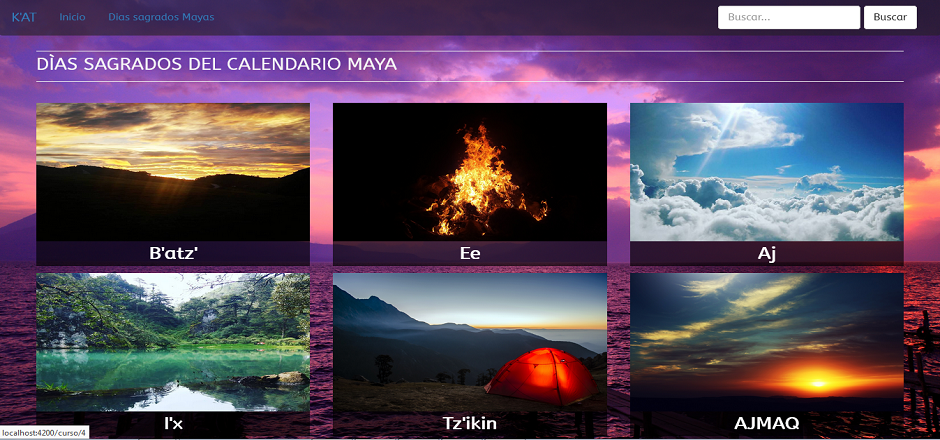 K'AT Inicio Dias sagrados Mayas Buscar... Buscar
DÌAS SAGRADOS DEL CALENDARIO MAYA
B'atz' Ee Aj
I'x Tz'ikin AJMAQ
localhost:4200/curso/4